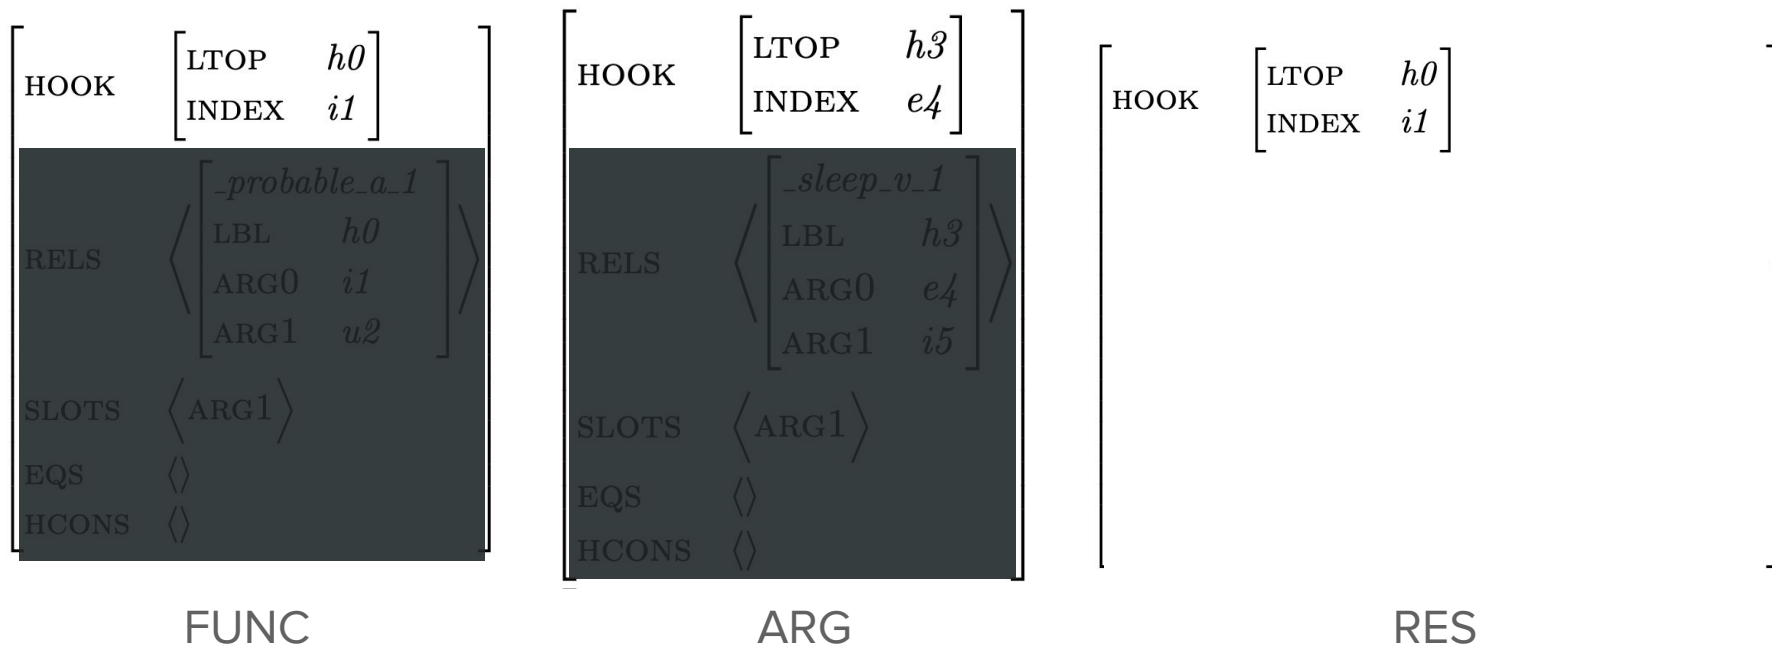 HOOK LTOP h0
INDEX i1
RELS _probable_a_1
LBL h0
ARG0 i1
ARG1 u2
SLOTS ⟨ARG1⟩
EQS ⟨⟩
HCONS ⟨⟩
FUNC
HOOK LTOP h3
INDEX e4
RELS _sleep_v_1
LBL h3
ARG0 e4
ARG1 i5
SLOTS ⟨ARG1⟩
EQS ⟨⟩
HCONS ⟨⟩
ARG
HOOK LTOP h0
INDEX i1
RES